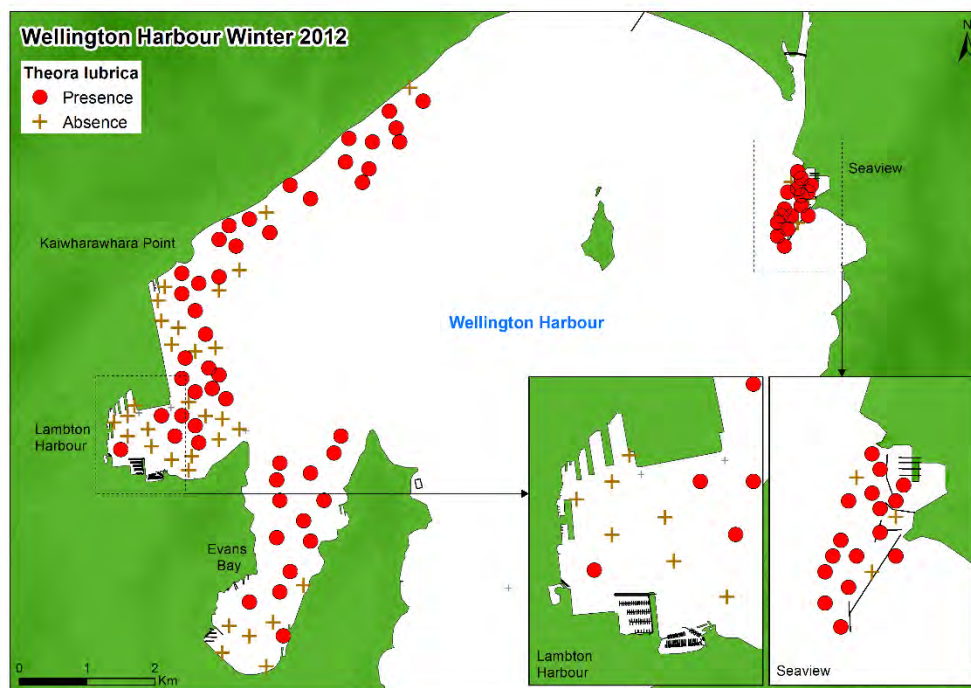 Wellington Harbour Winter 2012
Theora lubrica
Presence
Absence
N
Seaview
Kaiwharawhara Point
Wellington Harbour
Lambton
Harbour
Evans
Bay
0 1 2
Km
Lambton
Harbour
Seaview